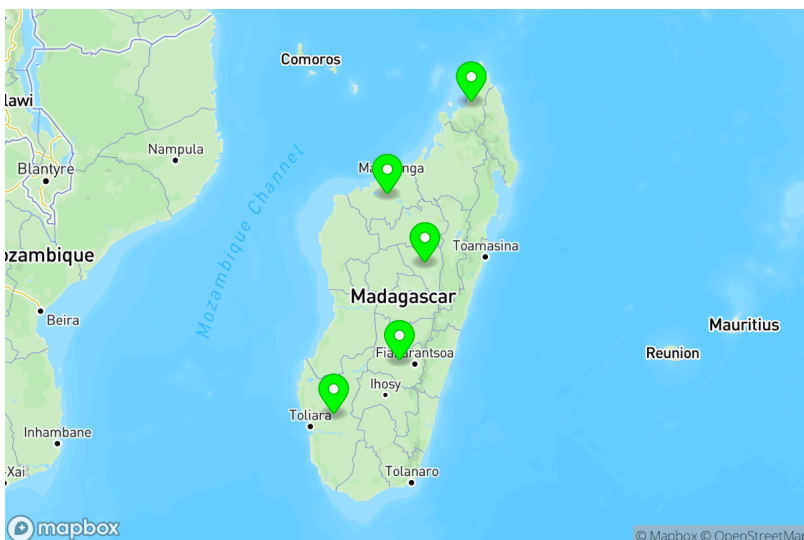 Comoros
lawi
Nampula
Blantyre
Mozambique Channel
Toamasina
ozambique
Madagascar
Beira
Mauritius
Reunion
Ihosy
Toliara
Inhambane
-Xai
Tolanaro
mapbox
© Mapbox © OpenStreetMap